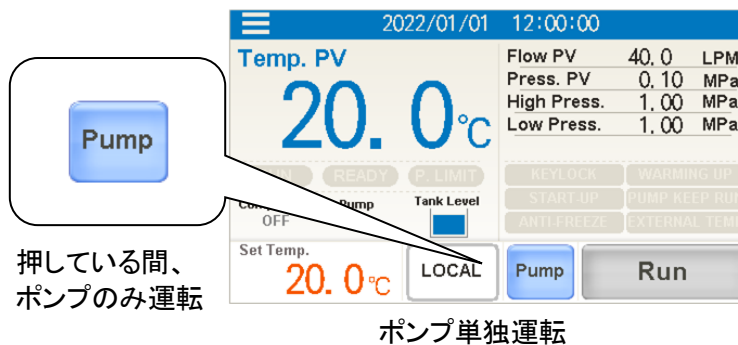 2022/01/01 12:00:00
Temp. PV
20.0℃
Flow PV 40.0 LPM
Press. PV 0.10 MPa
High Press. 1.00 MPa
Low Press. 1.00 MPa
READY P. LIMIT
KEYLOCK WARMING UP
START-UP PUMP KEEP RUN
ANTI-FREEZE EXTERNAL TEMP
Pump Tank Level
OFF
Set Temp.
20.0℃
LOCAL
Pump
Run
Pump
押している間、
ポンプのみ運転
ポンプ単独運転